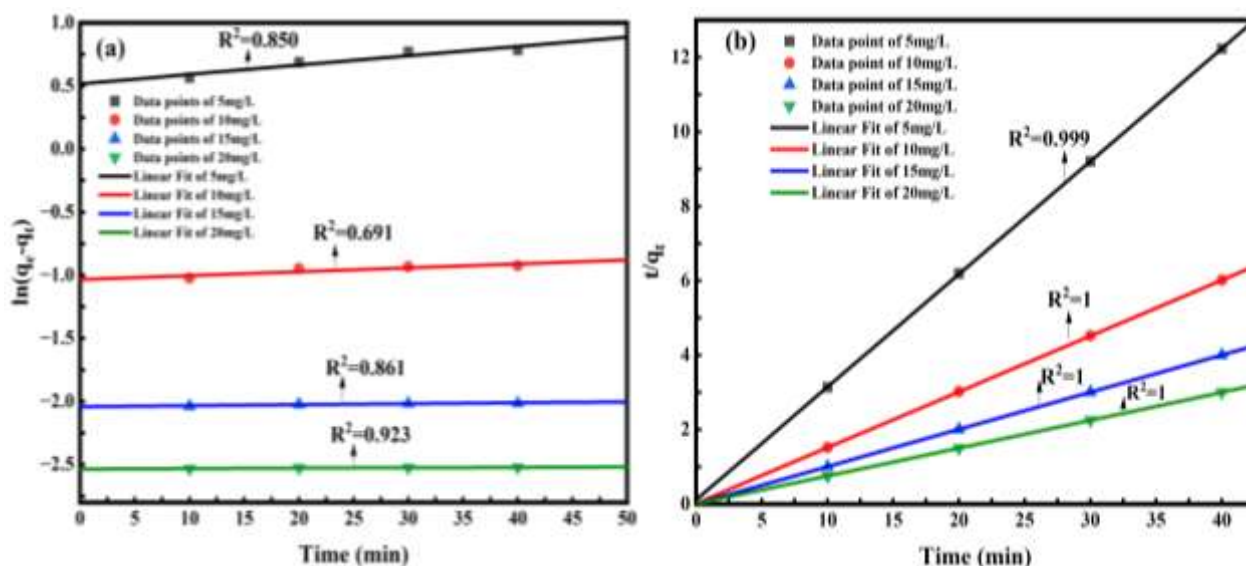 (a)
R²=0.850
Data points of 5mg/L
Data points of 10mg/L
Data points of 15mg/L
Data points of 20mg/L
Linear Fit of 5mg/L
Linear Fit of 10mg/L
Linear Fit of 15mg/L
Linear Fit of 20mg/L
R²=0.691
R²=0.861
R²=0.923
1.0
0.5
0.0
−0.5
−1.0
−1.5
−2.0
−2.5
ln(qe-qt)
0 5 10 15 20 25 30 35 40 45 50
Time (min)
(b)
Data point of 5mg/L
Data point of 10mg/L
Data point of 15mg/L
Data point of 20mg/L
Linear Fit of 5mg/L
Linear Fit of 10mg/L
Linear Fit of 15mg/L
Linear Fit of 20mg/L
R²=0.999
R²=1
R²=1
R²=1
12
10
8
6
4
2
0
t/qt
0 5 10 15 20 25 30 35 40
Time (min)